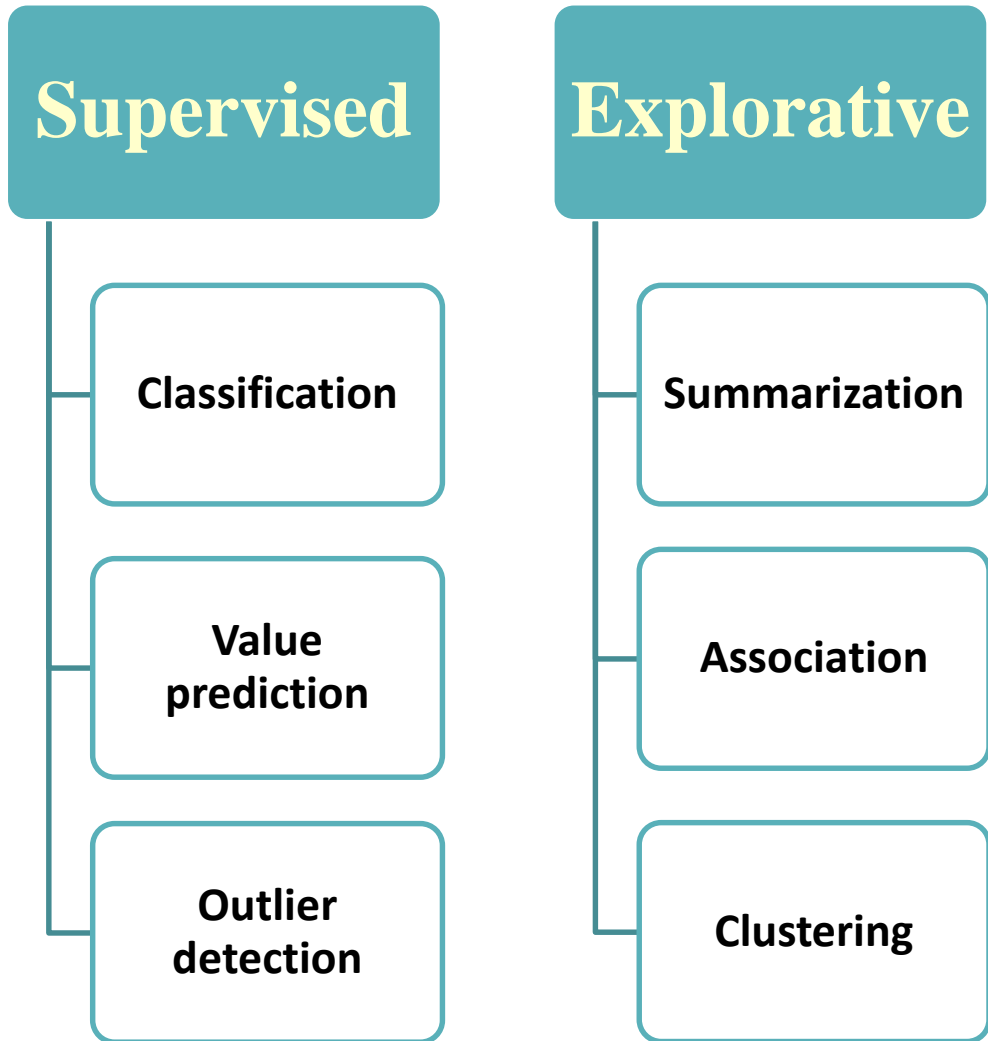 Supervised
Classification
Value
prediction
Outlier
detection
Explorative
Summarization
Association
Clustering